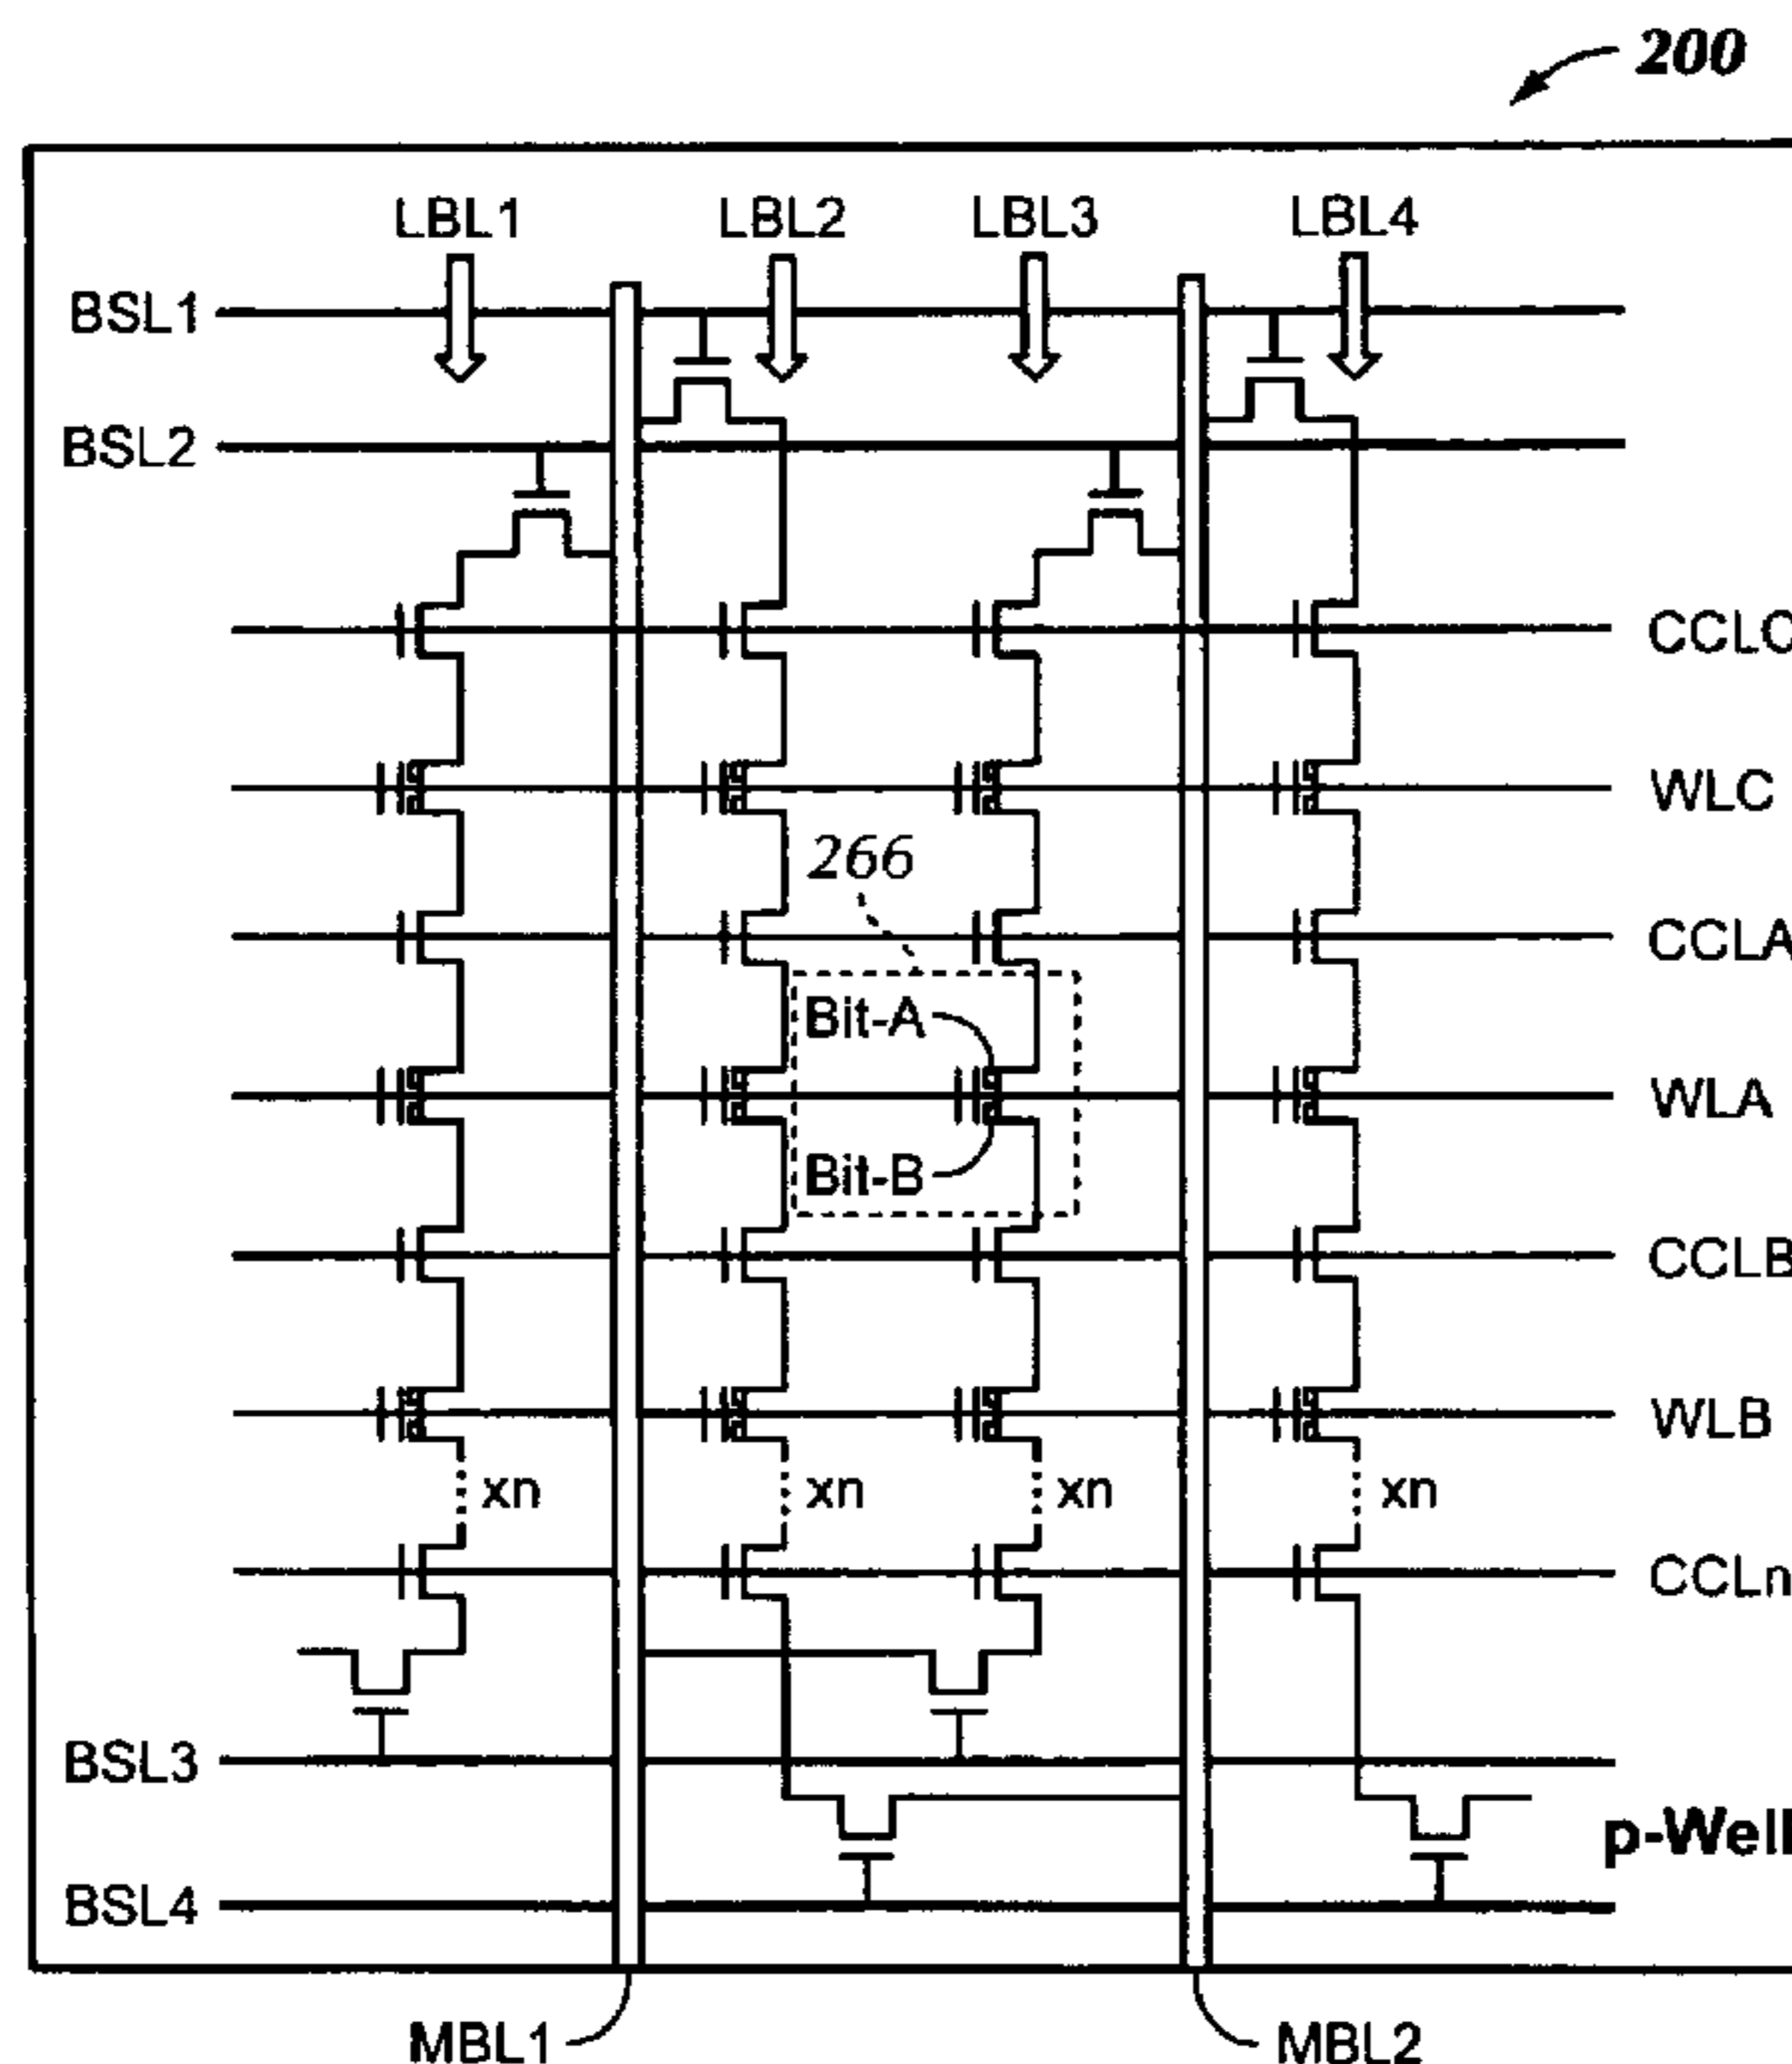 200
LBL1 LBL2 LBL3 LBL4
BSL1
BSL2
CCLC
WLC
266
CCLA
Bit-A
WLA
Bit-B
CCLB
WLB
xn xn xn xn
CCLn
BSL3
p-Well
BSL4
MBL1 MBL2